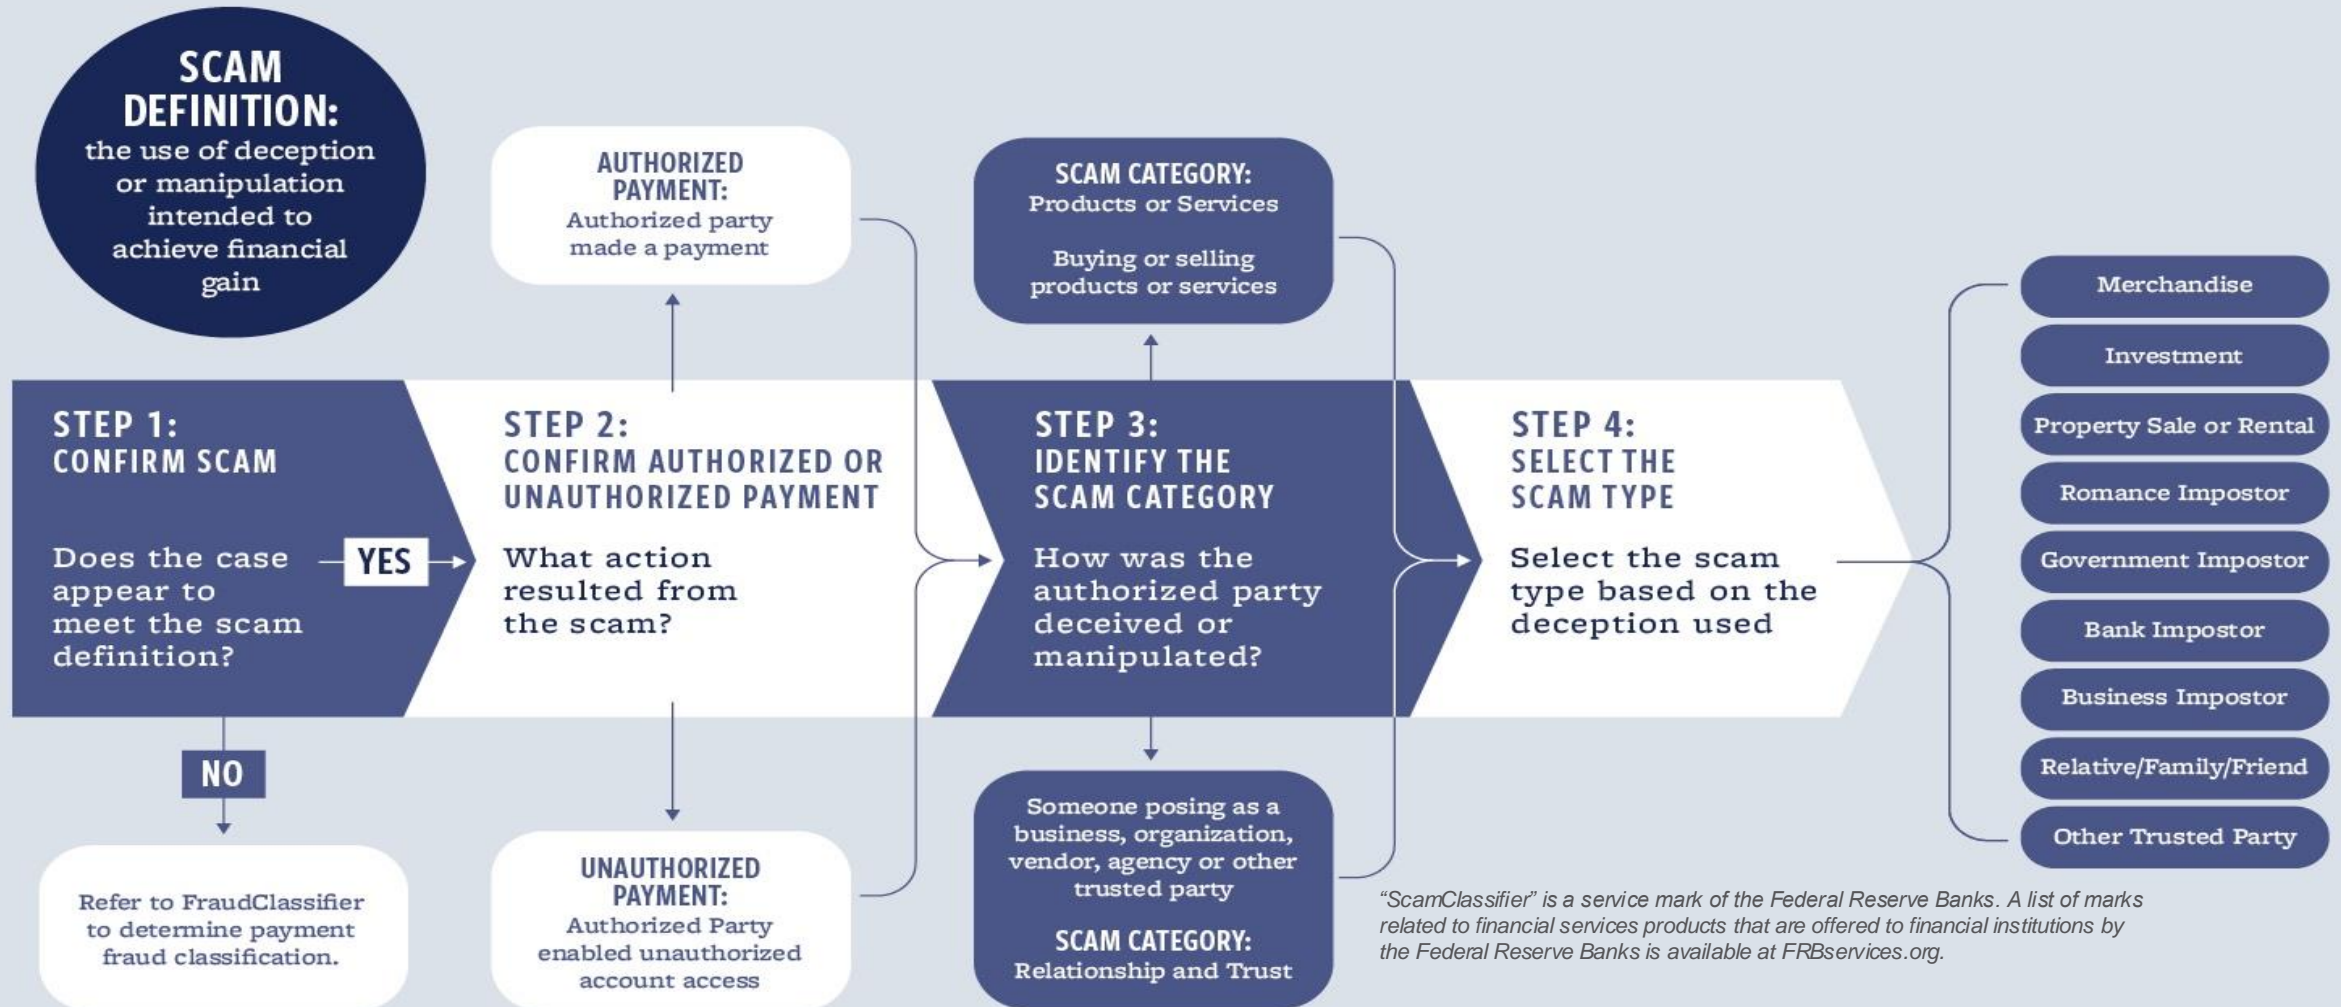 SCAM
DEFINITION:
the use of deception
or manipulation
intended to
achieve financial
gain
STEP 1:
CONFIRM SCAM
Does the case
appear to
meet the scam
definition?
YES
NO
Refer to FraudClassifier
to determine payment
fraud classification.
AUTHORIZED
PAYMENT:
Authorized party
made a payment
STEP 2:
CONFIRM AUTHORIZED OR
UNAUTHORIZED PAYMENT
What action
resulted from
the scam?
UNAUTHORIZED
PAYMENT:
Authorized Party
enabled unauthorized
account access
SCAM CATEGORY:
Products or Services
Buying or selling
products or services
STEP 3:
IDENTIFY THE
SCAM CATEGORY
How was the
authorized party
deceived or
manipulated?
Someone posing as a
business, organization,
vendor, agency or other
trusted party
SCAM CATEGORY:
Relationship and Trust
STEP 4:
SELECT THE
SCAM TYPE
Select the scam
type based on the
deception used
Merchandise
Investment
Property Sale or Rental
Romance Impostor
Government Impostor
Bank Impostor
Business Impostor
Relative/Family/Friend
Other Trusted Party
“ScamClassifier” is a service mark of the Federal Reserve Banks. A list of marks
related to financial services products that are offered to financial institutions by
the Federal Reserve Banks is available at FRBservices.org.